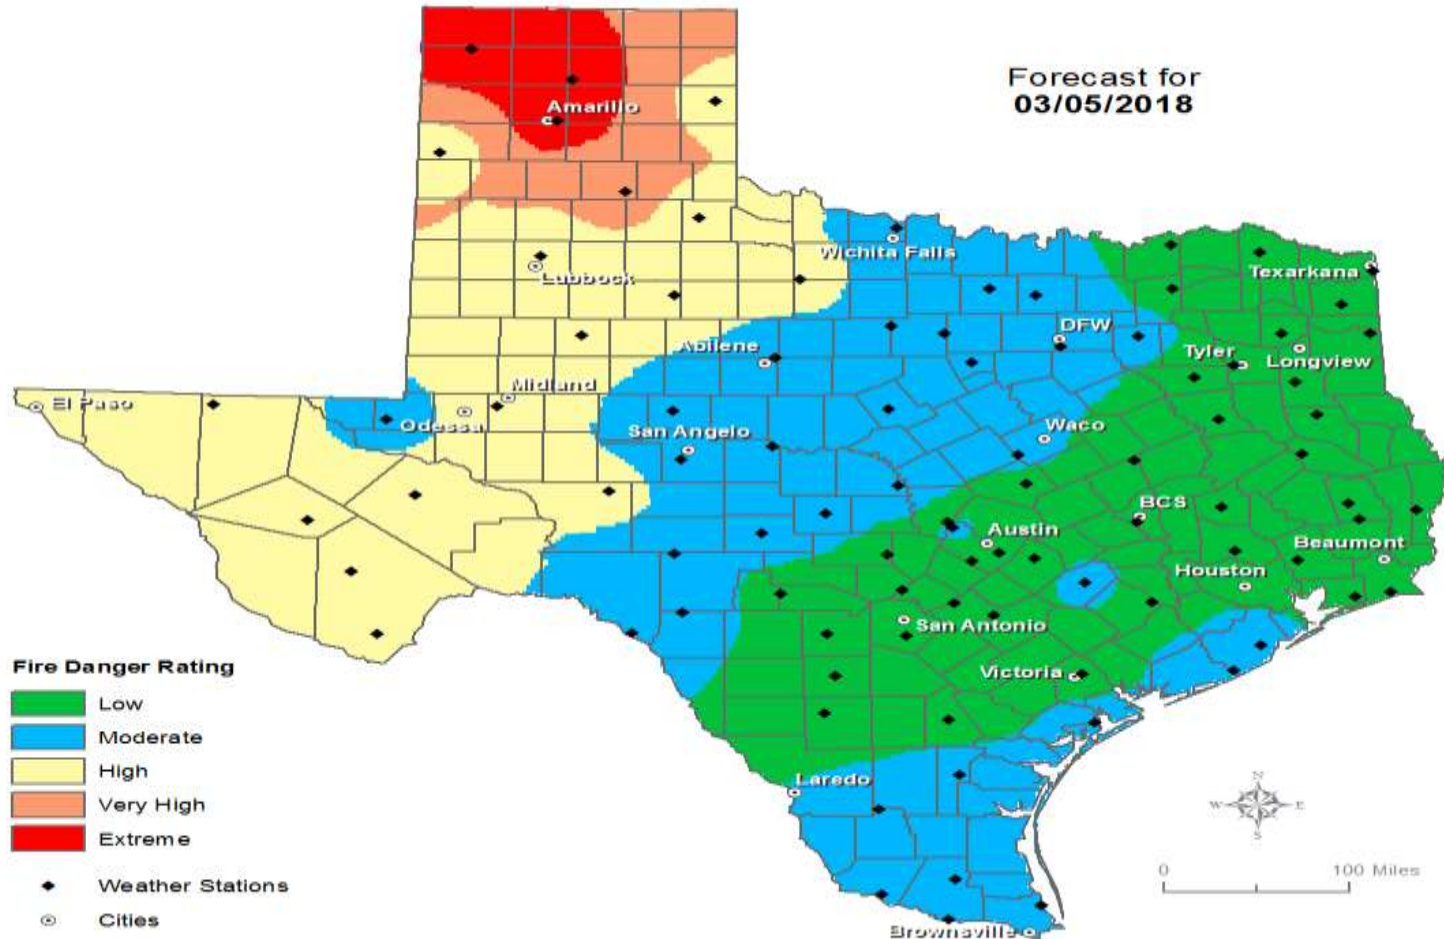 Forecast for
03/05/2018
Amarillo
Wichita Falls
Lubbock
Texarkana
DFW
Abilene
Tyler
Longview
Midland
El Paso
Odessa
San Angelo
Waco
BCS
Austin
Beaumont
Houston
San Antonio
Victoria
Laredo
Brownsville
Fire Danger Rating
Low
Moderate
High
Very High
Extreme
Weather Stations
Cities
N
W E
S
0 100 Miles